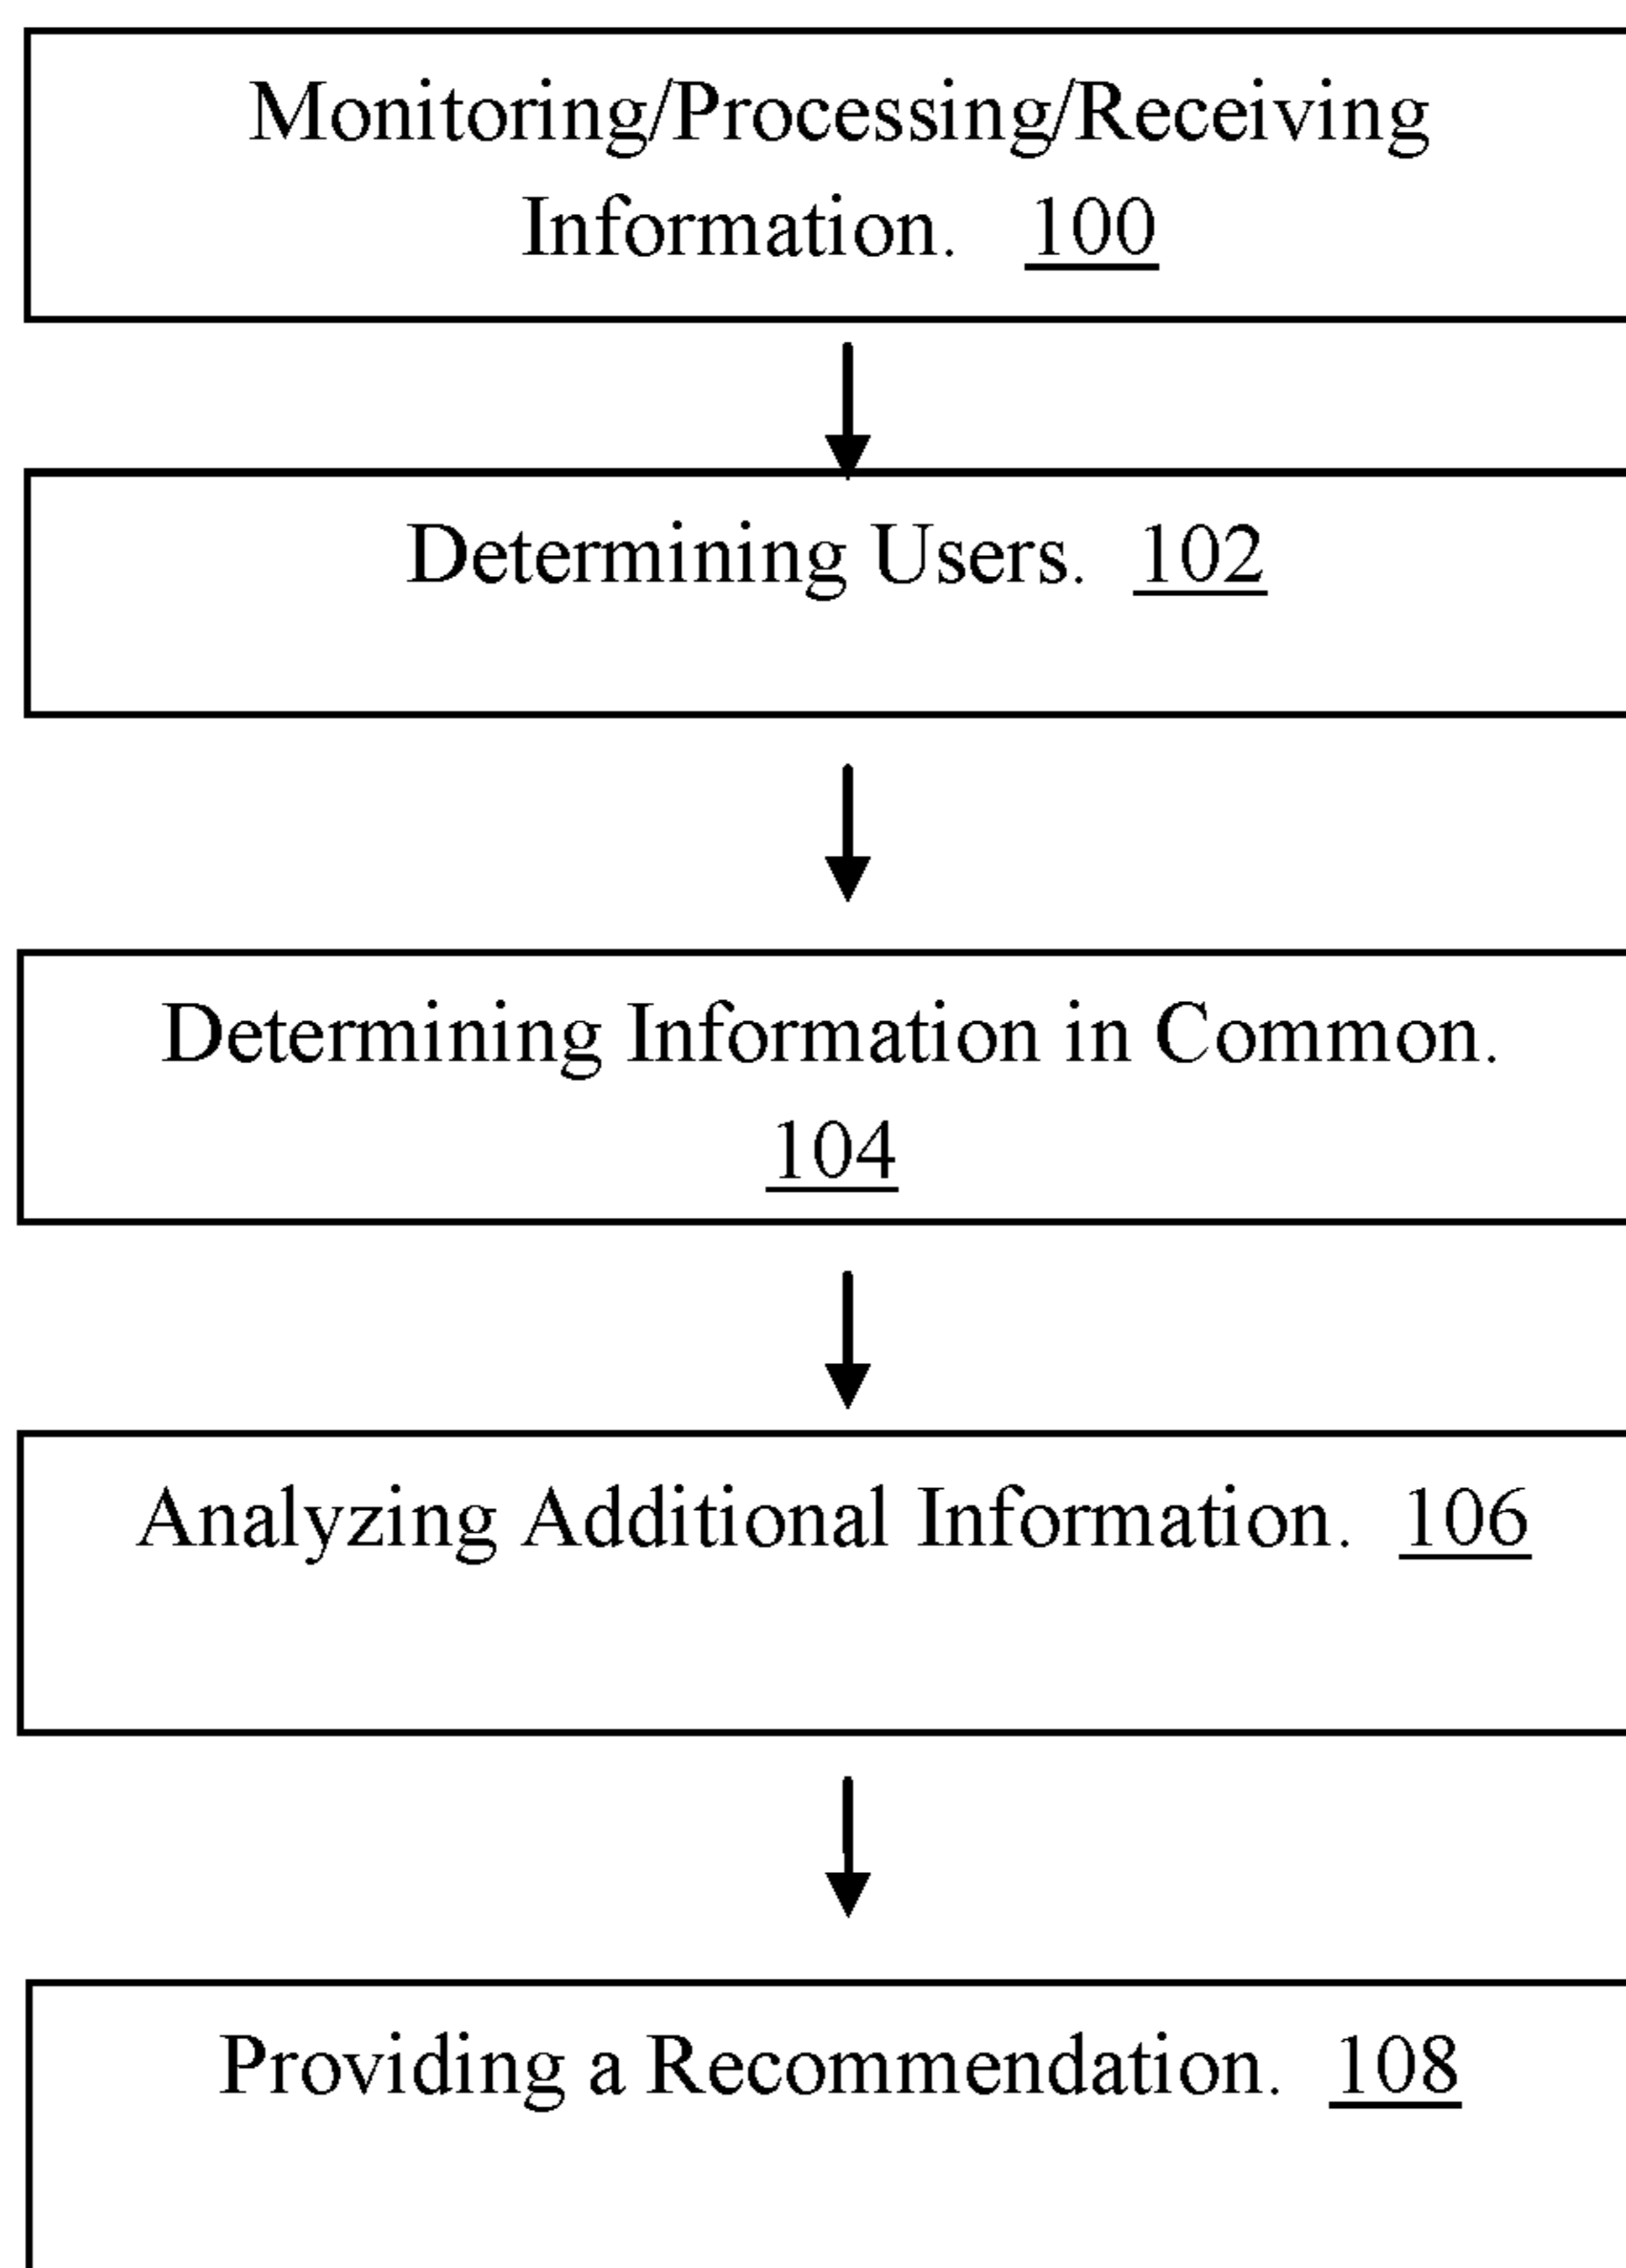 Monitoring/Processing/Receiving
Information. 100
Determining Users. 102
Determining Information in Common.
104
Analyzing Additional Information. 106
Providing a Recommendation. 108